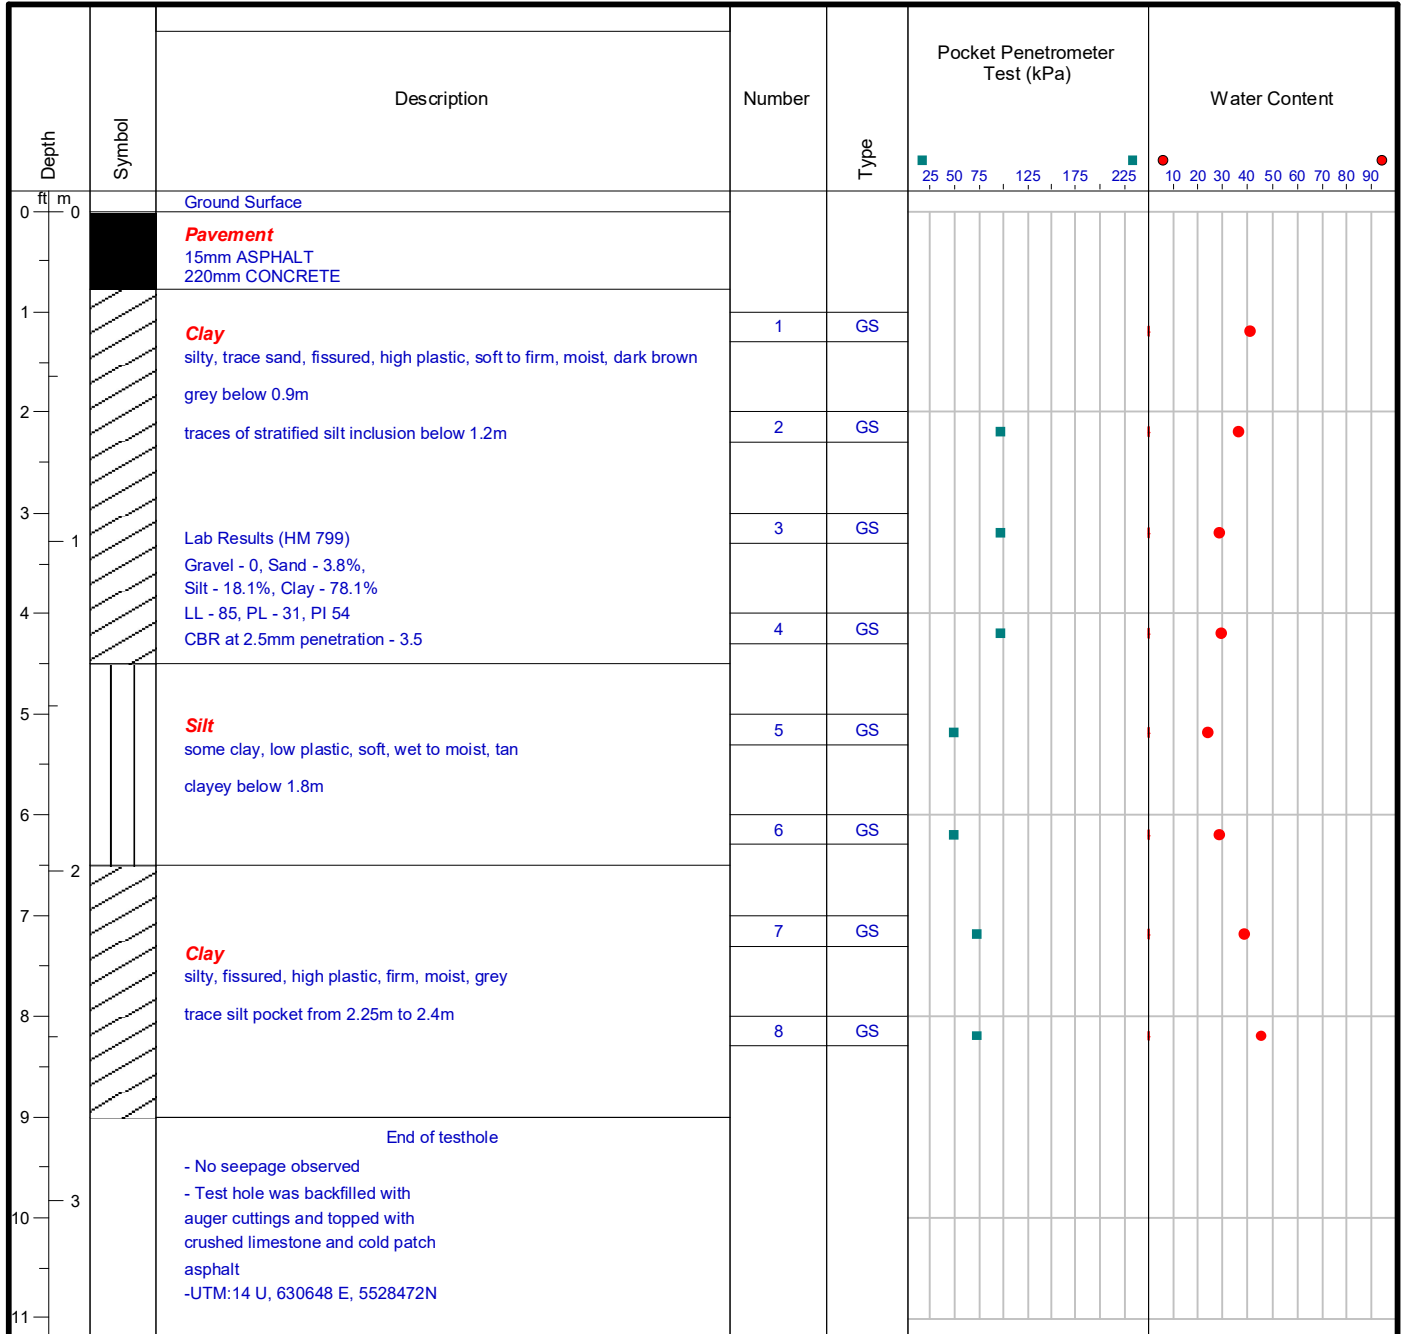 Depth
Symbol
Description
Number
Type
Pocket Penetrometer
Test (kPa)
Water Content
25 50 75 125 175 225
10 20 30 40 50 60 70 80 90
ft m
0 0
Ground Surface
Pavement
15mm ASPHALT
220mm CONCRETE
1
1 GS
Clay
silty, trace sand, fissured, high plastic, soft to firm, moist, dark brown
grey below 0.9m
2
2 GS
traces of stratified silt inclusion below 1.2m
3
3 GS
1
Lab Results (HM 799)
Gravel - 0, Sand - 3.8%,
Silt - 18.1%, Clay - 78.1%
4
LL - 85, PL - 31, PI 54
4 GS
CBR at 2.5mm penetration - 3.5
5
Silt
5 GS
some clay, low plastic, soft, wet to moist, tan
clayey below 1.8m
6
6 GS
2
7
7 GS
Clay
silty, fissured, high plastic, firm, moist, grey
trace silt pocket from 2.25m to 2.4m
8
8 GS
9
End of testhole
- No seepage observed
- Test hole was backfilled with
3
auger cuttings and topped with
10
crushed limestone and cold patch
asphalt
-UTM:14 U, 630648 E, 5528472N
11